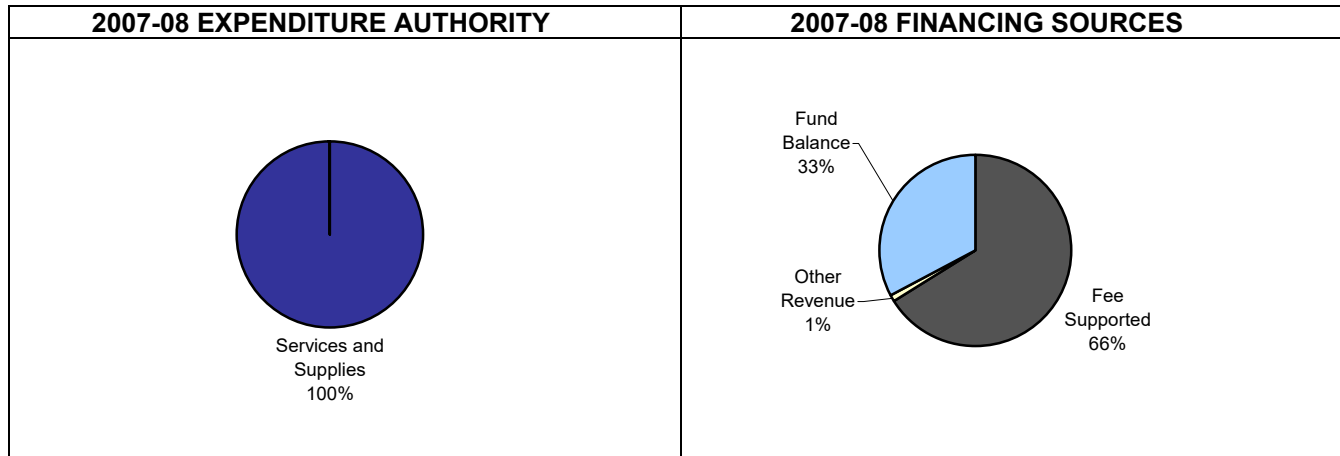 2007-08 EXPENDITURE AUTHORITY
2007-08 FINANCING SOURCES
Services and
Supplies
100%
Fund
Balance
33%
Other
Revenue
1%
Fee
Supported
66%